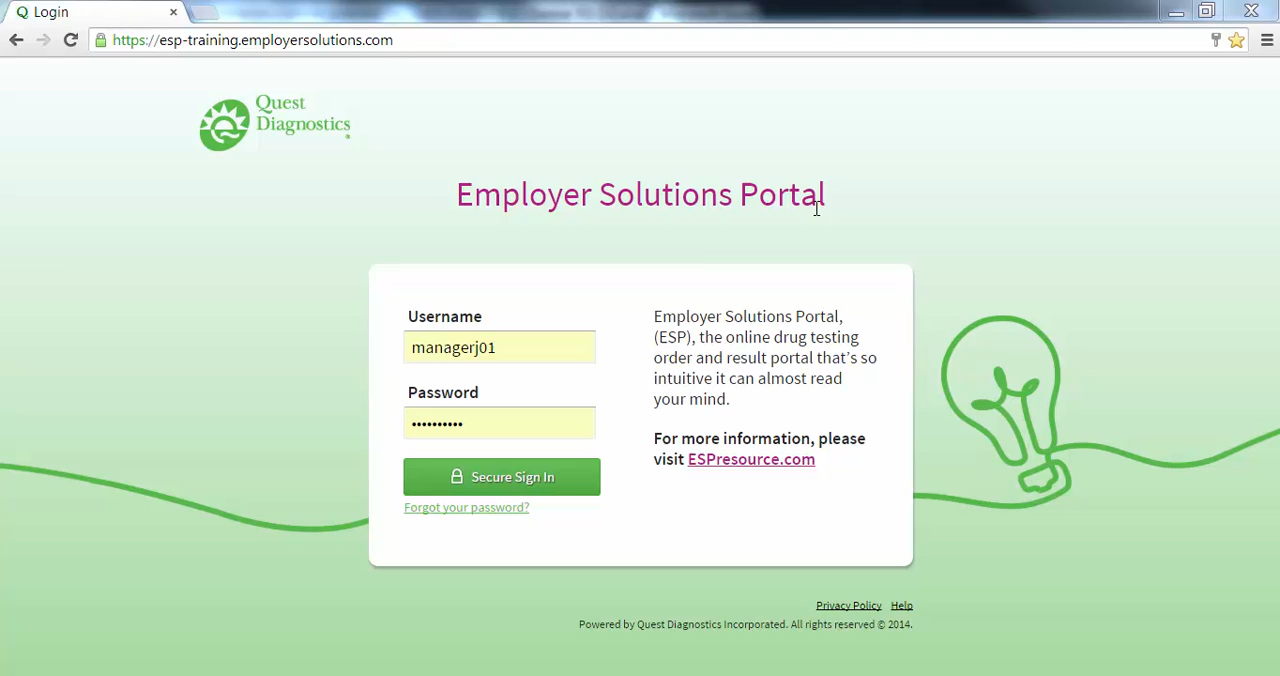 Login
https://esp-training.employersolutions.com
Quest
Diagnostics
Employer Solutions Portal
Username
managerj01
Password
••••••••••
Secure Sign In
Forgot your password?
Employer Solutions Portal,
(ESP), the online drug testing
order and result portal that's so
intuitive it can almost read
your mind.
For more information, please
visit ESPresource.com
Privacy Policy Help
Powered by Quest Diagnostics Incorporated. All rights reserved © 2014.